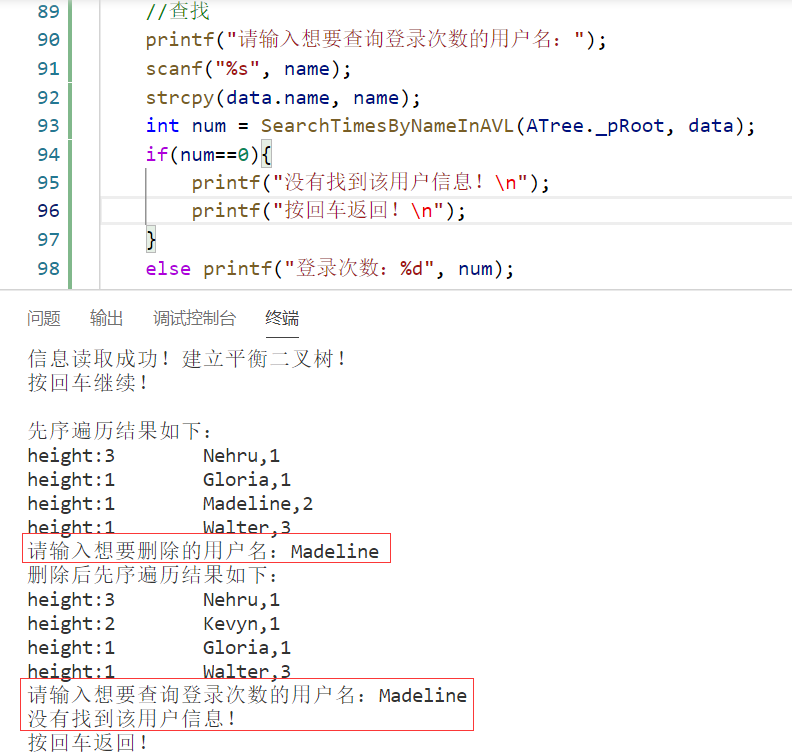 89 //查找
90 printf("请输入想要查询登录次数的用户名：");
91 scanf("%s", name);
92 strcpy(data.name, name);
93 int num = SearchTimesByNameInAVL(ATree._pRoot, data);
94 if(num==0){
95 printf("没有找到该用户信息！\n");
96 printf("按回车返回！\n");
97 }
98 else printf("登录次数：%d", num);
问题 输出 调试控制台 终端
信息读取成功！建立平衡二叉树！
按回车继续！
先序遍历结果如下：
height:3 Nehru,1
height:1 Gloria,1
height:1 Madeline,2
height:1 Walter,3
请输入想要删除的用户名：Madeline
删除后先序遍历结果如下：
height:3 Nehru,1
height:2 Kevyn,1
height:1 Gloria,1
height:1 Walter,3
请输入想要查询登录次数的用户名：Madeline
没有找到该用户信息！
按回车返回！